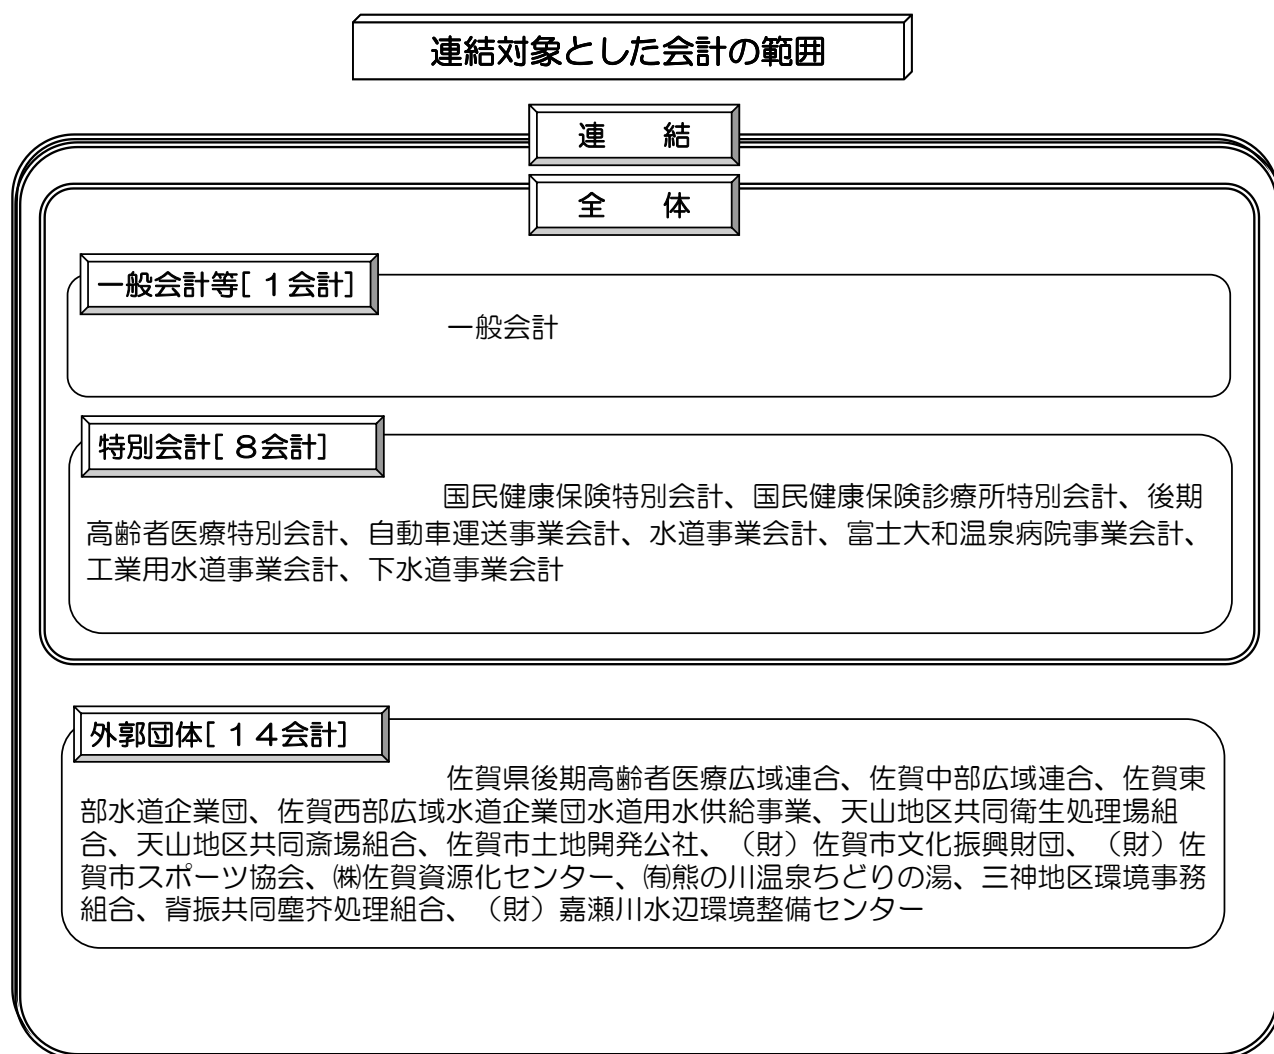 連結対象とした会計の範囲
連　　結
全　　体
一般会計等[ １会計]
一般会計
特別会計[ ８会計]
国民健康保険特別会計、国民健康保険診療所特別会計、後期
高齢者医療特別会計、自動車運送事業会計、水道事業会計、富士大和温泉病院事業会計、
工業用水道事業会計、下水道事業会計
外郭団体[ １４会計]
佐賀県後期高齢者医療広域連合、佐賀中部広域連合、佐賀東
部水道企業団、佐賀西部広域水道企業団水道用水供給事業、天山地区共同衛生処理場組
合、天山地区共同斎場組合、佐賀市土地開発公社、（財）佐賀市文化振興財団、（財）佐
賀市スポーツ協会、㈱佐賀資源化センター、㈲熊の川温泉ちどりの湯、三神地区環境事務
組合、脊振共同塵芥処理組合、（財）嘉瀬川水辺環境整備センター